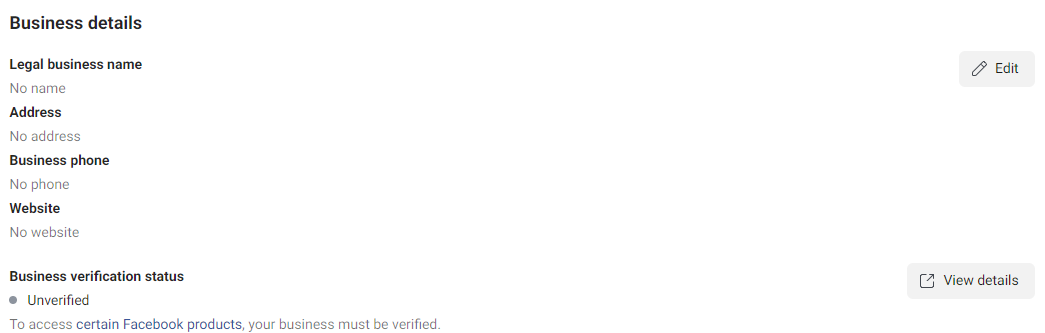 Business details
Legal business name
Edit
No name
Address
No address
Business phone
No phone
Website
No website
Business verification status
View details
Unverified
To access certain Facebook products, your business must be verified.